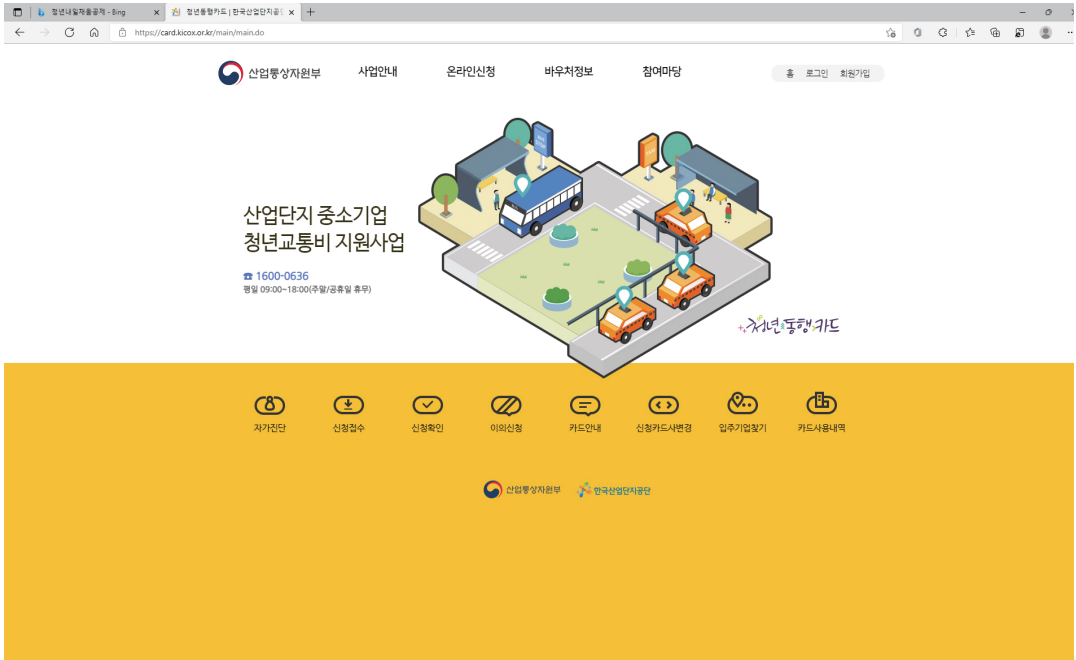 청년내일채움공제 - Bing
청년동행카드 | 한국산업단지공단
https://card.kicox.or.kr/main/main.do
산업통상자원부 사업안내 온라인신청 바우처정보 참여마당 홈 로그인 회원가입
산업단지 중소기업
청년교통비 지원사업
☎ 1600-0636
평일 09:00~18:00(주말/공휴일 휴무)
청년동행카드
자가진단 신청접수 신청확인 이의신청 카드안내 신청카드사변경 입주기업찾기 카드사용내역
산업통상자원부 한국산업단지공단